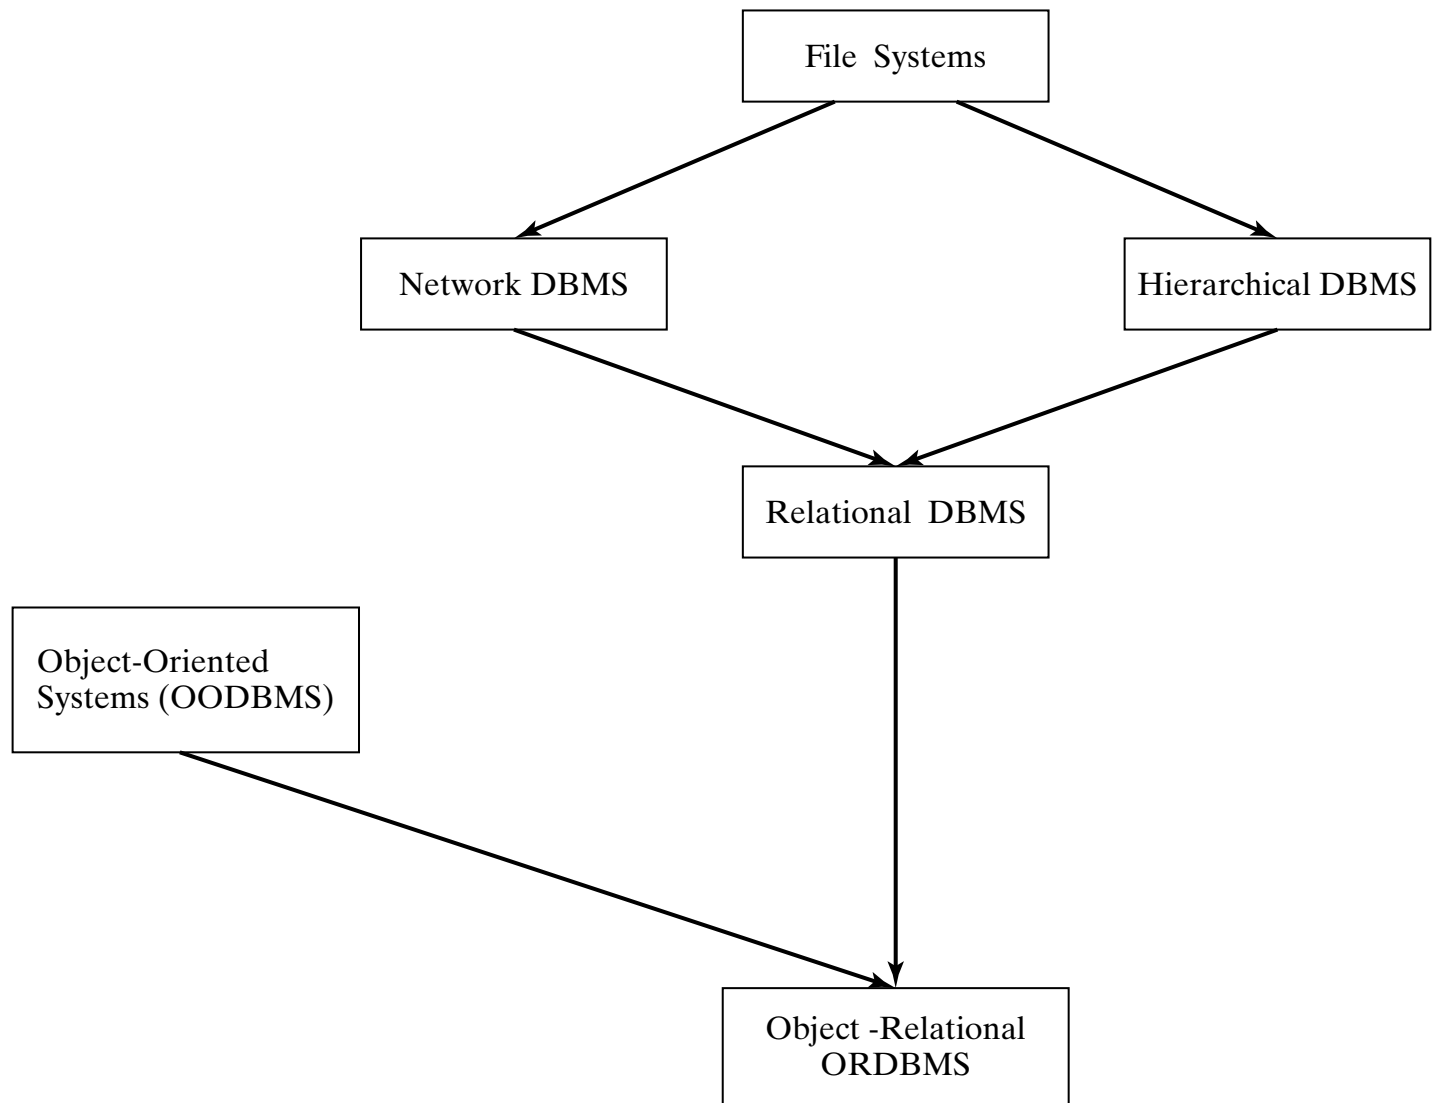 File Systems
Network DBMS
Hierarchical DBMS
Relational DBMS
Object-Oriented
Systems (OODBMS)
Object -Relational
ORDBMS